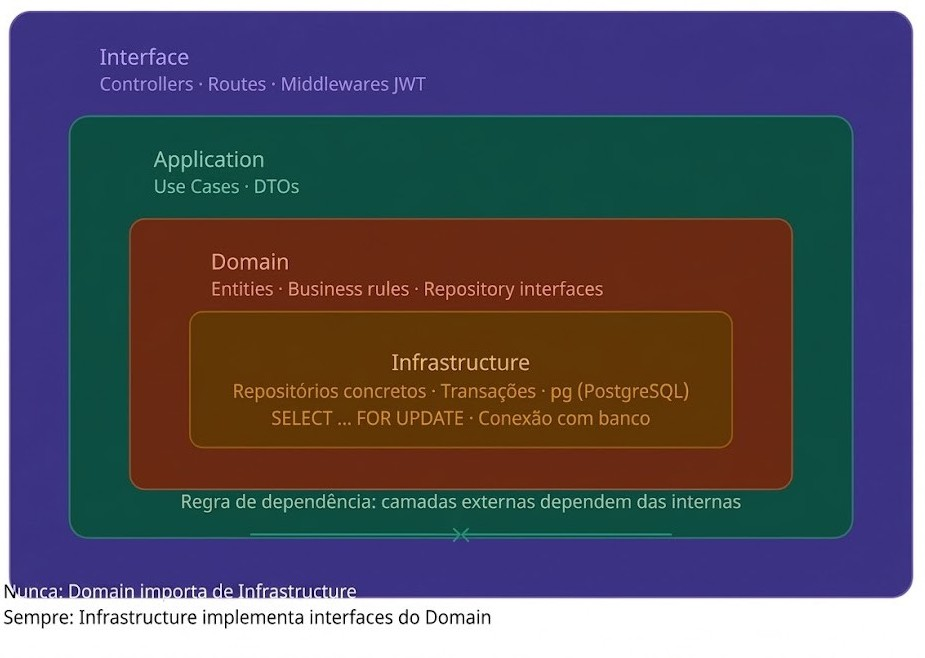 Interface
Controllers · Routes · Middlewares JWT
Application
Use Cases · DTOs
Domain
Entities · Business rules · Repository interfaces
Infrastructure
Repositórios concretos · Transações · pg (PostgreSQL)
SELECT ... FOR UPDATE · Conexão com banco
Regra de dependência: camadas externas dependem das internas
Nunca: Domain importa de Infrastructure
Sempre: Infrastructure implementa interfaces do Domain